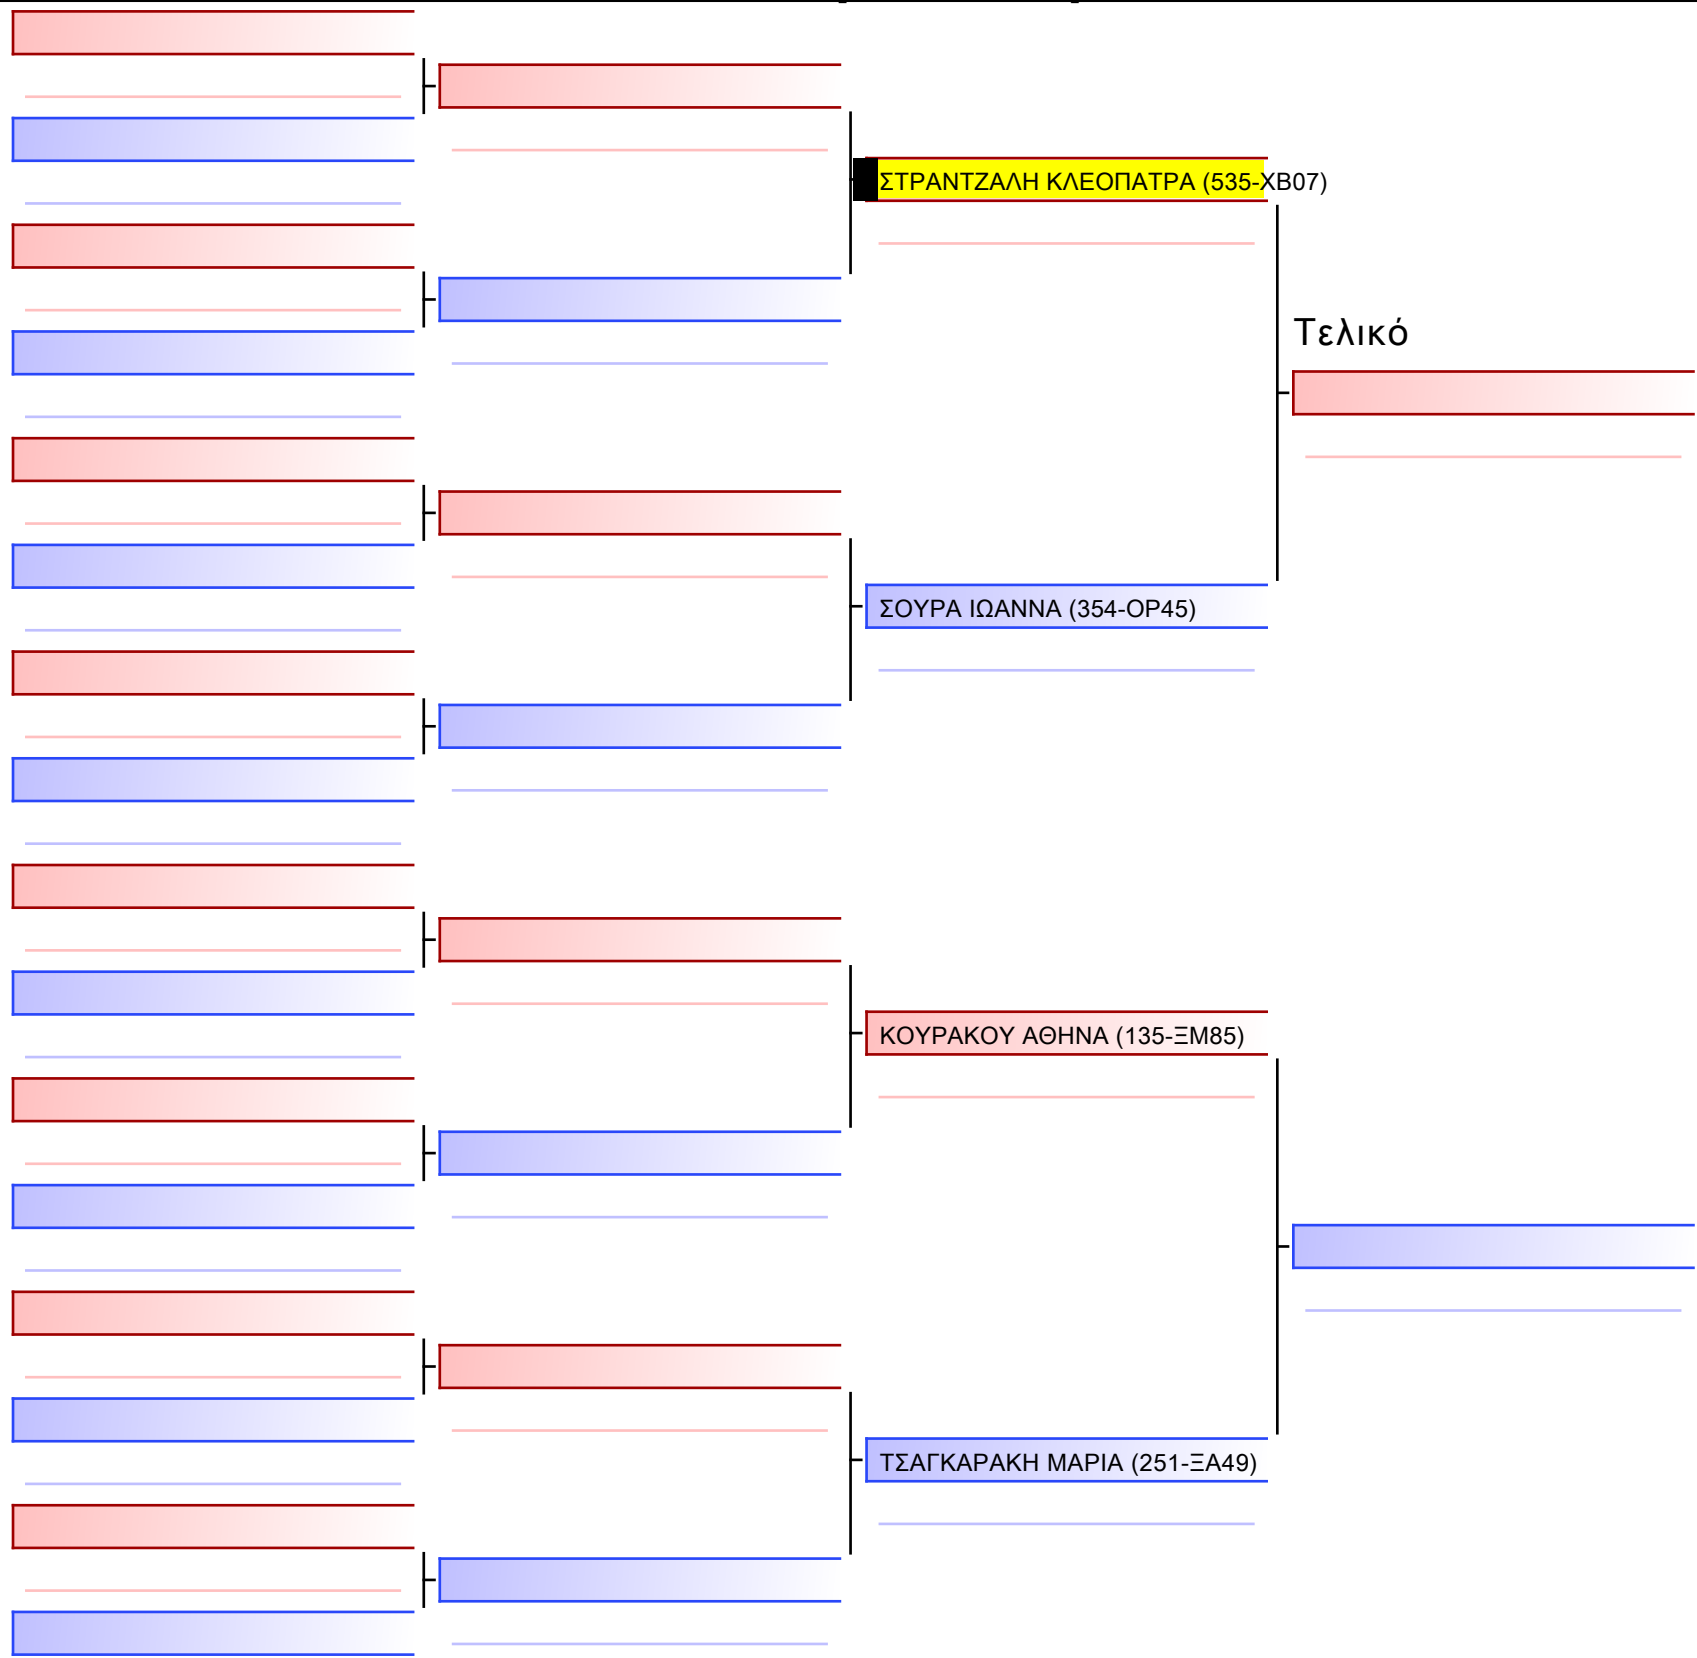 ΣΤΡΑΝΤΖΑΛΗ ΚΛΕΟΠΑΤΡΑ (535-ΧΒ07)
Τελικό
ΣΟΥΡΑ ΙΩΑΝΝΑ (354-ΟΡ45)
ΚΟΥΡΑΚΟΥ ΑΘΗΝΑ (135-ΞΜ85)
ΤΣΑΓΚΑΡΑΚΗ ΜΑΡΙΑ (251-ΞΑ49)